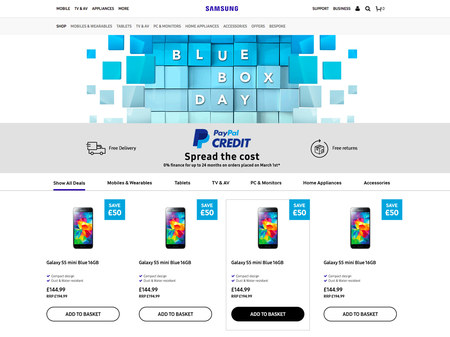 MOBILE TV & AV APPLIANCES MORE SAMSUNG SUPPORT BUSINESS 0
SHOP MOBILES & WEARABLES TABLETS TV & AV PC & MONITORS HOME APPLIANCES ACCESSORIES OFFERS BESPOKE
BLUE
BOX
DAY
PayPal
CREDIT
Free Delivery
Spread the cost
Free returns
0% finance for up to 24 months on orders placed on March 1st*
Show All Deals Mobiles & Wearables Tablets TV & AV PC & Monitors Home Appliances Accessories
SAVE SAVE SAVE SAVE
£50 £50 £50 £50
Galaxy S5 mini Blue 16GB Galaxy S5 mini Blue 16GB Galaxy S5 mini Blue 16GB Galaxy S5 mini Blue 16GB
Compact design Compact design Compact design Compact design
Dust & Water resistant Dust & Water resistant Dust & Water resistant Dust & Water resistant
£144.99 £144.99 £144.99 £144.99
RRP £194.99 RRP £194.99 RRP £194.99 RRP £194.99
ADD TO BASKET ADD TO BASKET ADD TO BASKET ADD TO BASKET